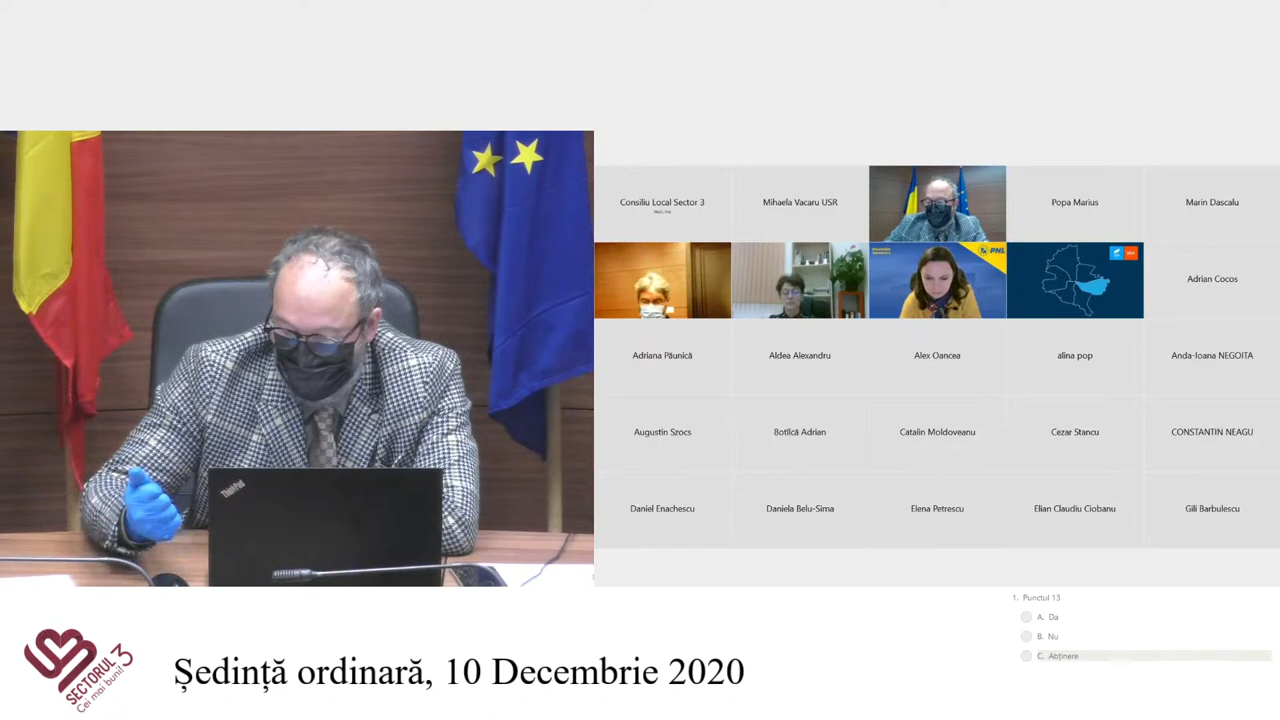 Consiliu Local Sector 3
Mihaela Vacaru USR
Popa Marius
Marin Dascalu
PNL
Adrian Cocos
Adriana Păunică
Aldea Alexandru
Alex Oancea
alina pop
Anda-Ioana NEGOITA
Augustin Szocs
Botîlcă Adrian
Catalin Moldoveanu
Cezar Stancu
CONSTANTIN NEAGU
Daniel Enachescu
Daniela Belu-Sima
Elena Petrescu
Elian Claudiu Ciobanu
Gili Barbulescu
ThinkPad
1. Punctul 13
A. Da
B. Nu
C. Abținere
SECTORUL 3
Cei mai buni!
Ședință ordinară, 10 Decembrie 2020